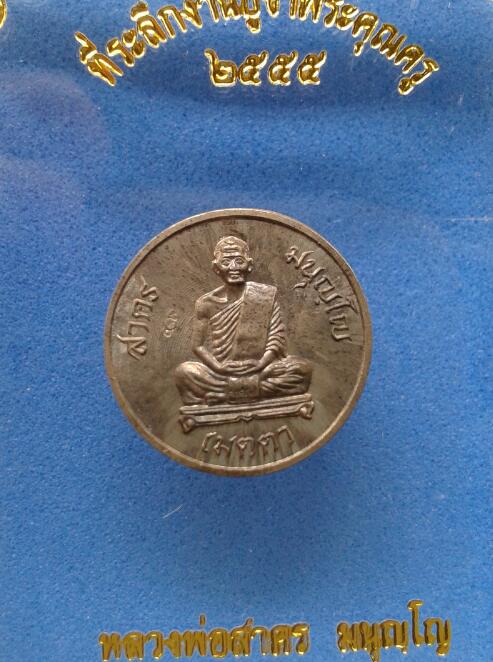 ที่ระลึกงานบูชาพระคุณครู
๒๕๕๕
สาคร
มนุญฺโญ
เมตตา
หลวงพ่อสาคร มนุญฺโญ